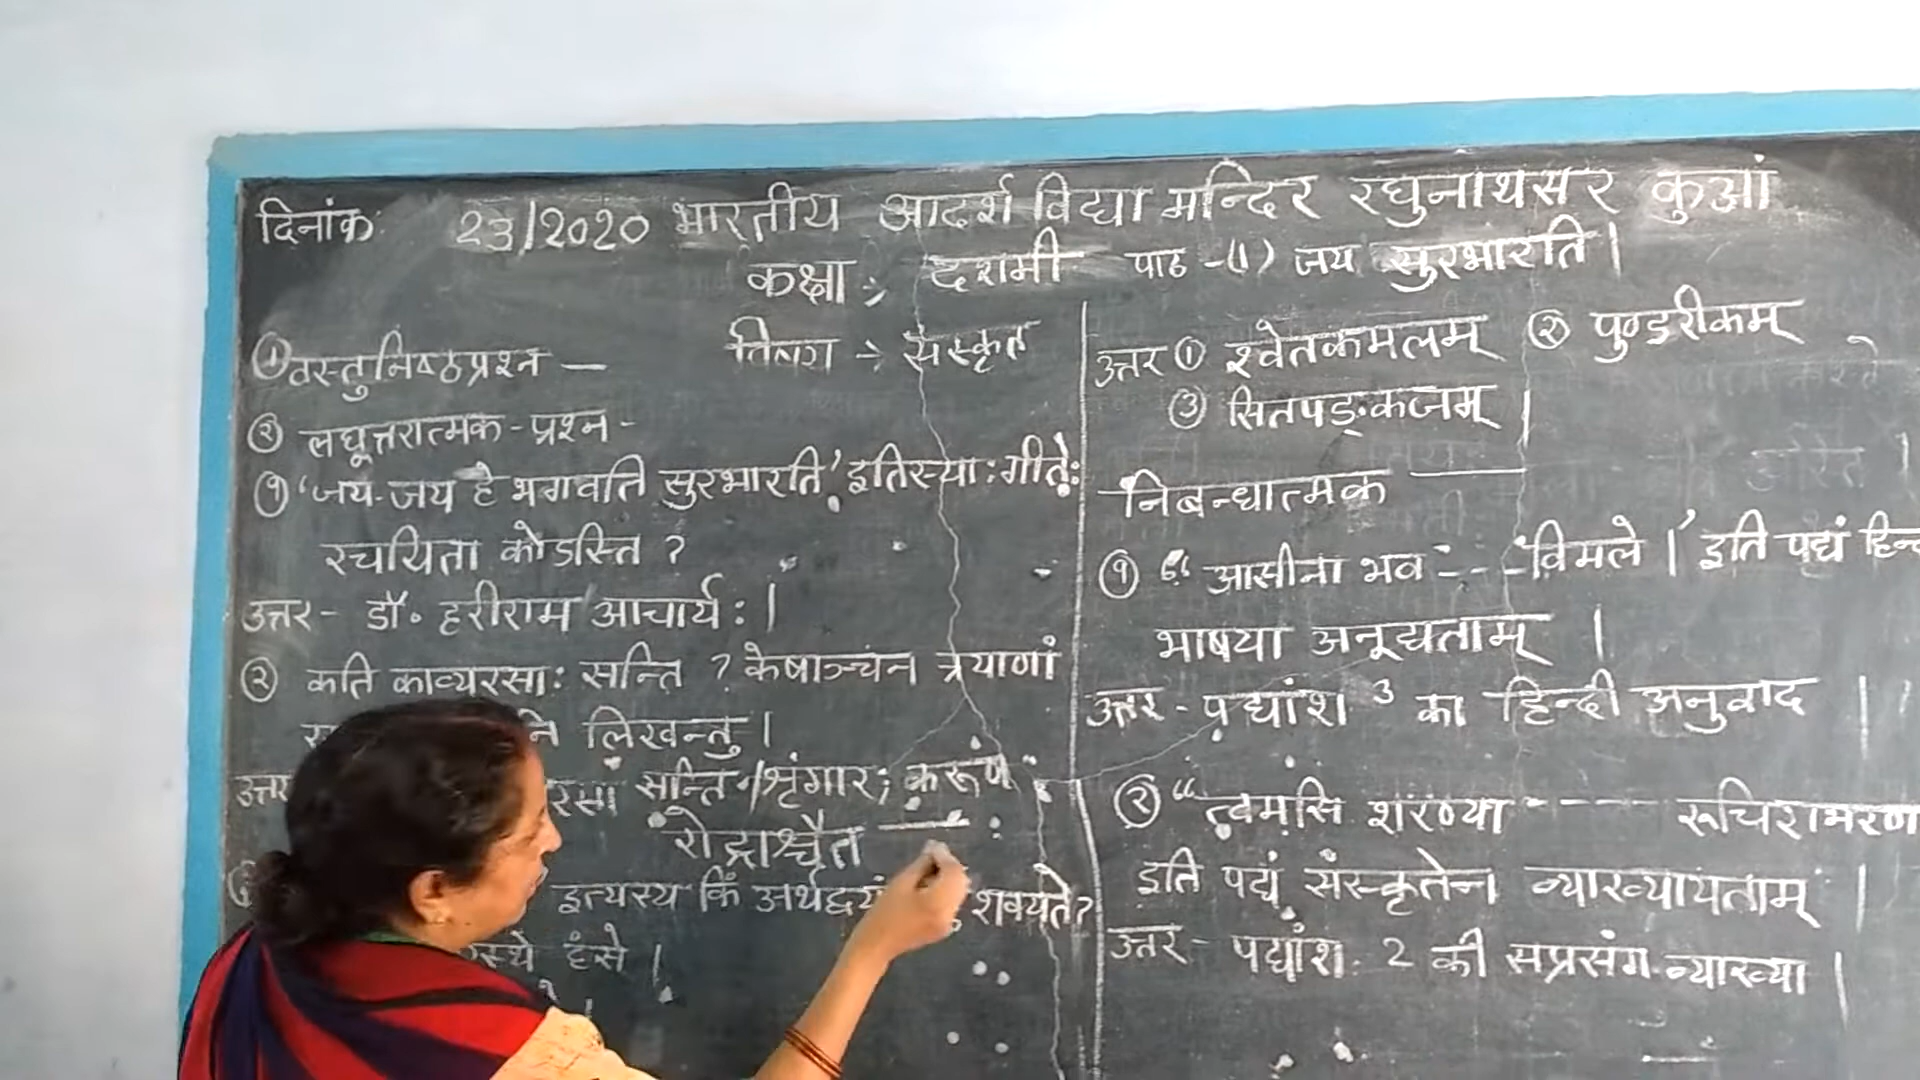 दिनांक: 23/2020 भारतीय आदर्श विद्या मन्दिर रघुनाथसर कुआं
कक्षा :- दशमी पाठ -(1) जय सुरभारति |
विषय -> संस्कृत
① वस्तुनिष्ठप्रश्न —
② लघूत्तरात्मक - प्रश्न -
① 'जय-जय हे भगवति सुरभारति' इतिस्या: गीते:
रचयिता कोऽस्ति ?
उत्तर - डॉ. हरीराम आचार्य: |
② कति काव्यरसा: सन्ति ? केषाञ्चन त्रयाणां
नि लिखन्तु |
उत्तर रसा सन्ति - श्रृंगार, करूण
रोद्राश्चैत —
इत्यस्य किं अर्थद्वयं शक्यते?
स्थे हंसे |
उत्तर ① श्वेतकमलम् ② पुण्डरीकम्
③ सितपङ्कजम् |
निबन्धात्मक —
① “ आसीना भव - - - विमले |’ इति पद्यं हिन्द
भाषया अनूद्यताम् |
उत्तर - पद्यांश 3 का हिन्दी अनुवाद |
② “ त्वमसि शरण्या - - - - रूचिराभरण
इति पद्यं संस्कृतेन व्याख्यायताम् |
उत्तर - पद्यांश 2 की सप्रसंग व्याख्या |